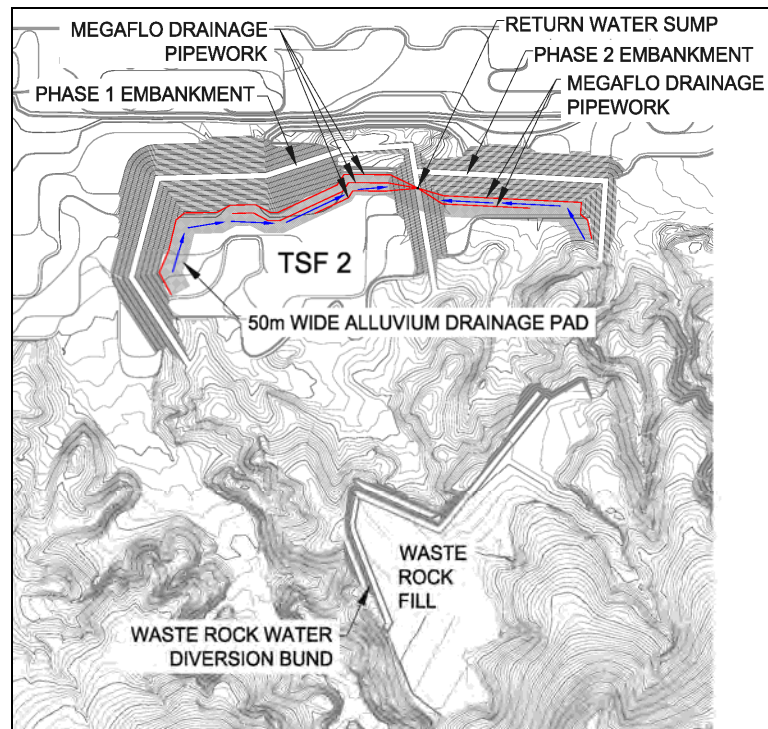 MEGAFLO DRAINAGE
PIPEWORK
RETURN WATER SUMP
PHASE 2 EMBANKMENT
PHASE 1 EMBANKMENT
MEGAFLO DRAINAGE
PIPEWORK
TSF 2
50m WIDE ALLUVIUM DRAINAGE PAD
WASTE
ROCK
FILL
WASTE ROCK WATER
DIVERSION BUND